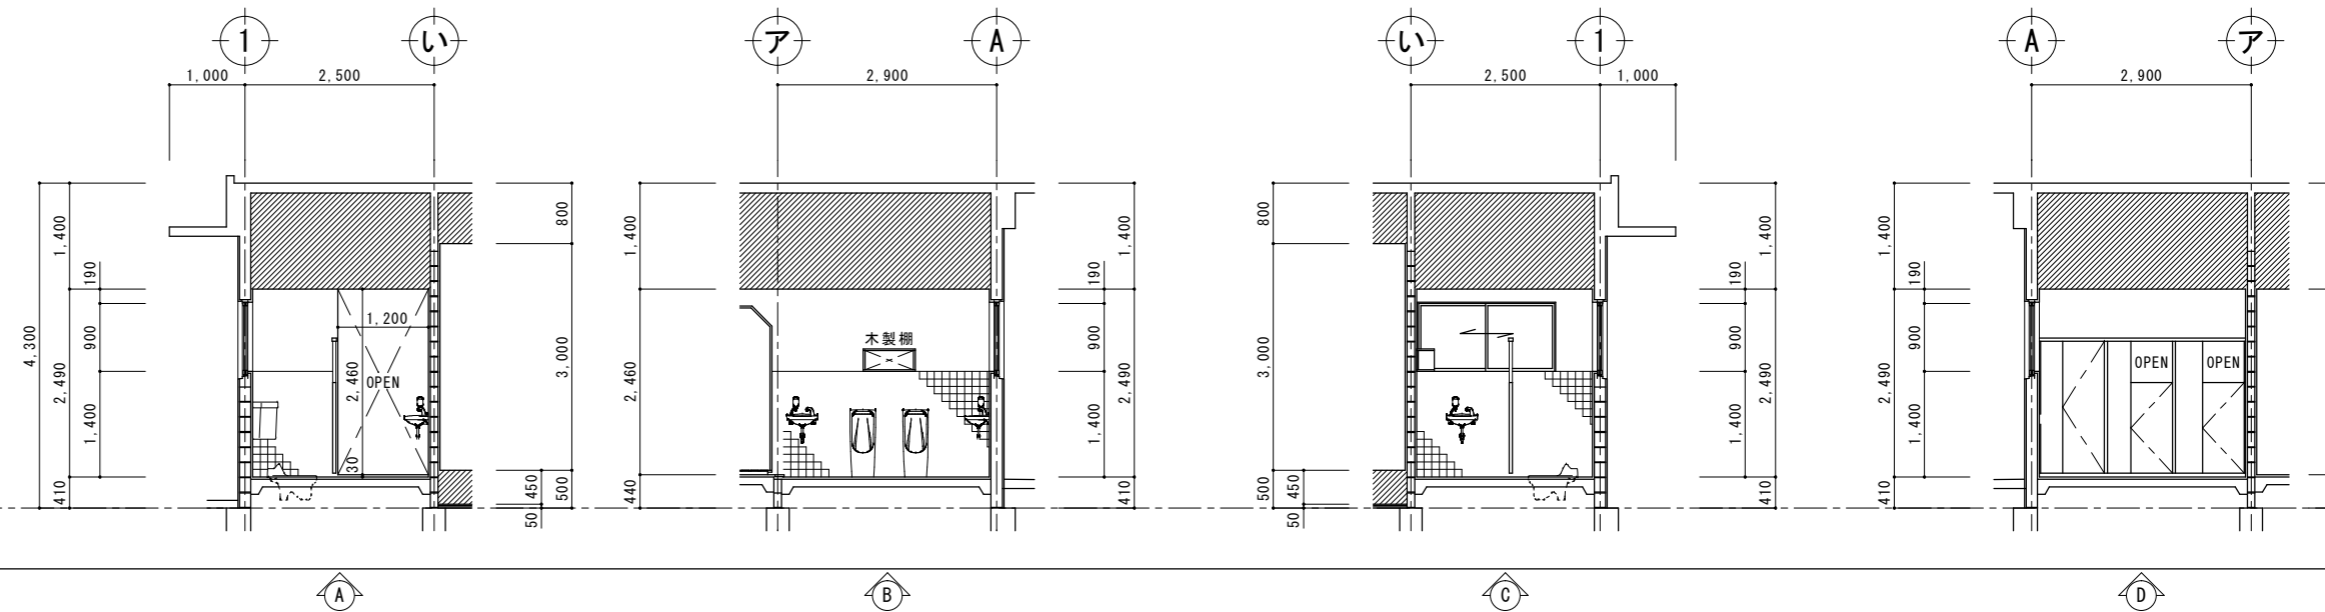 1 い ア A い 1 A ア
1,000 2,500 2,900 2,500 1,000 2,900
4,300 1,400 190 900 2,490 1,400 410
1,200 2,460 OPEN 30
800 3,000 450 500 50
1,400 2,460 440
木製棚
1,400 190 900 2,490 1,400 410
800 3,000 500 450 50
190 1,400 900 2,490 1,400 410
1,400 190 900 2,490 1,400 410
OPEN OPEN
A B C D